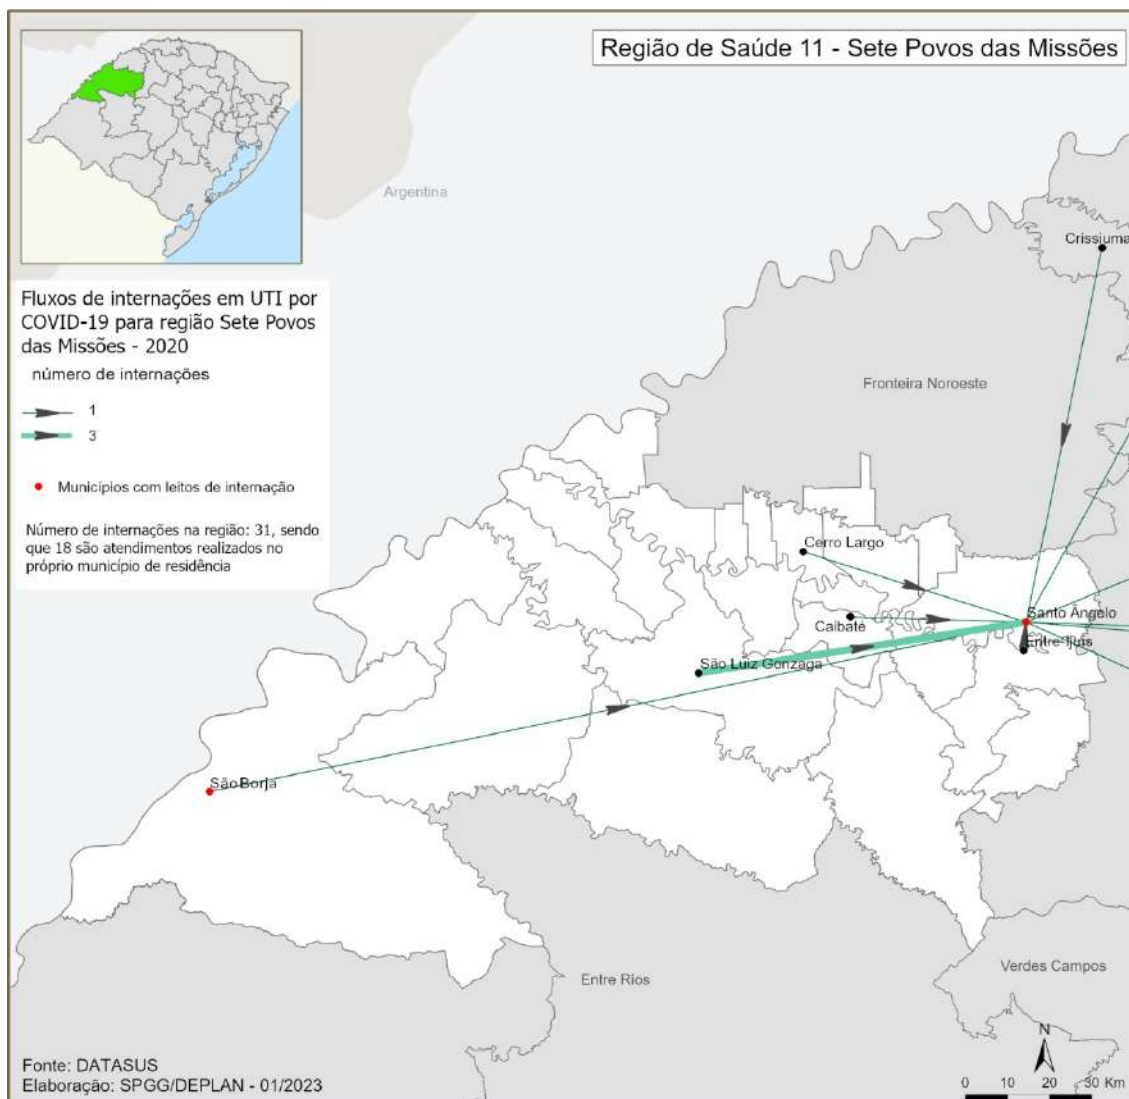 Região de Saúde 11 - Sete Povos das Missões
Argentina
Crissiuma
Fluxos de internações em UTI por
COVID-19 para região Sete Povos
das Missões - 2020
número de internações
1
3
Municípios com leitos de internação
Número de internações na região: 31, sendo
que 18 são atendimentos realizados no
próprio município de residência
Fronteira Noroeste
Cerro Largo
Caibaté
Santo Ângelo
Entre-Ijuís
São Luiz Gonzaga
São Borja
Entre Rios
Verdes Campos
N
Fonte: DATASUS
Elaboração: SPGG/DEPLAN - 01/2023
0 10 20 30 Km